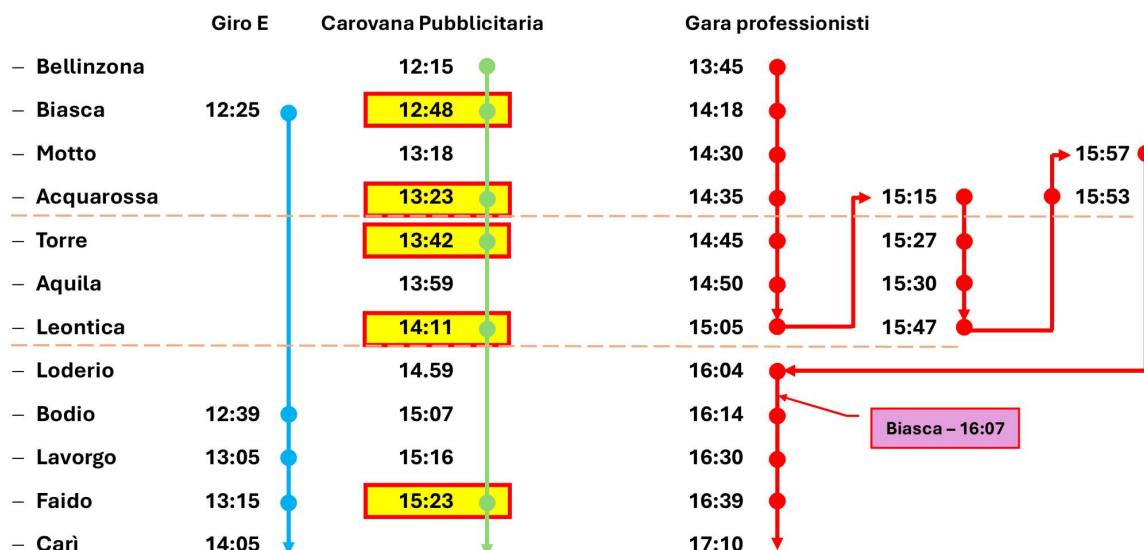 Giro E Carovana Pubblicitaria Gara professionisti
– Bellinzona 12:15 13:45
– Biasca 12:25 12:48 14:18
– Motto 13:18 14:30 15:57
– Acquarossa 13:23 14:35 15:15 15:53
– Torre 13:42 14:45 15:27
– Aquila 13:59 14:50 15:30
– Leontica 14:11 15:05 15:47
– Loderio 14.59 16:04
– Bodio 12:39 15:07 16:14
Biasca – 16:07
– Lavorgo 13:05 15:16 16:30
– Faido 13:15 15:23 16:39
– Carì 14:05 17:10